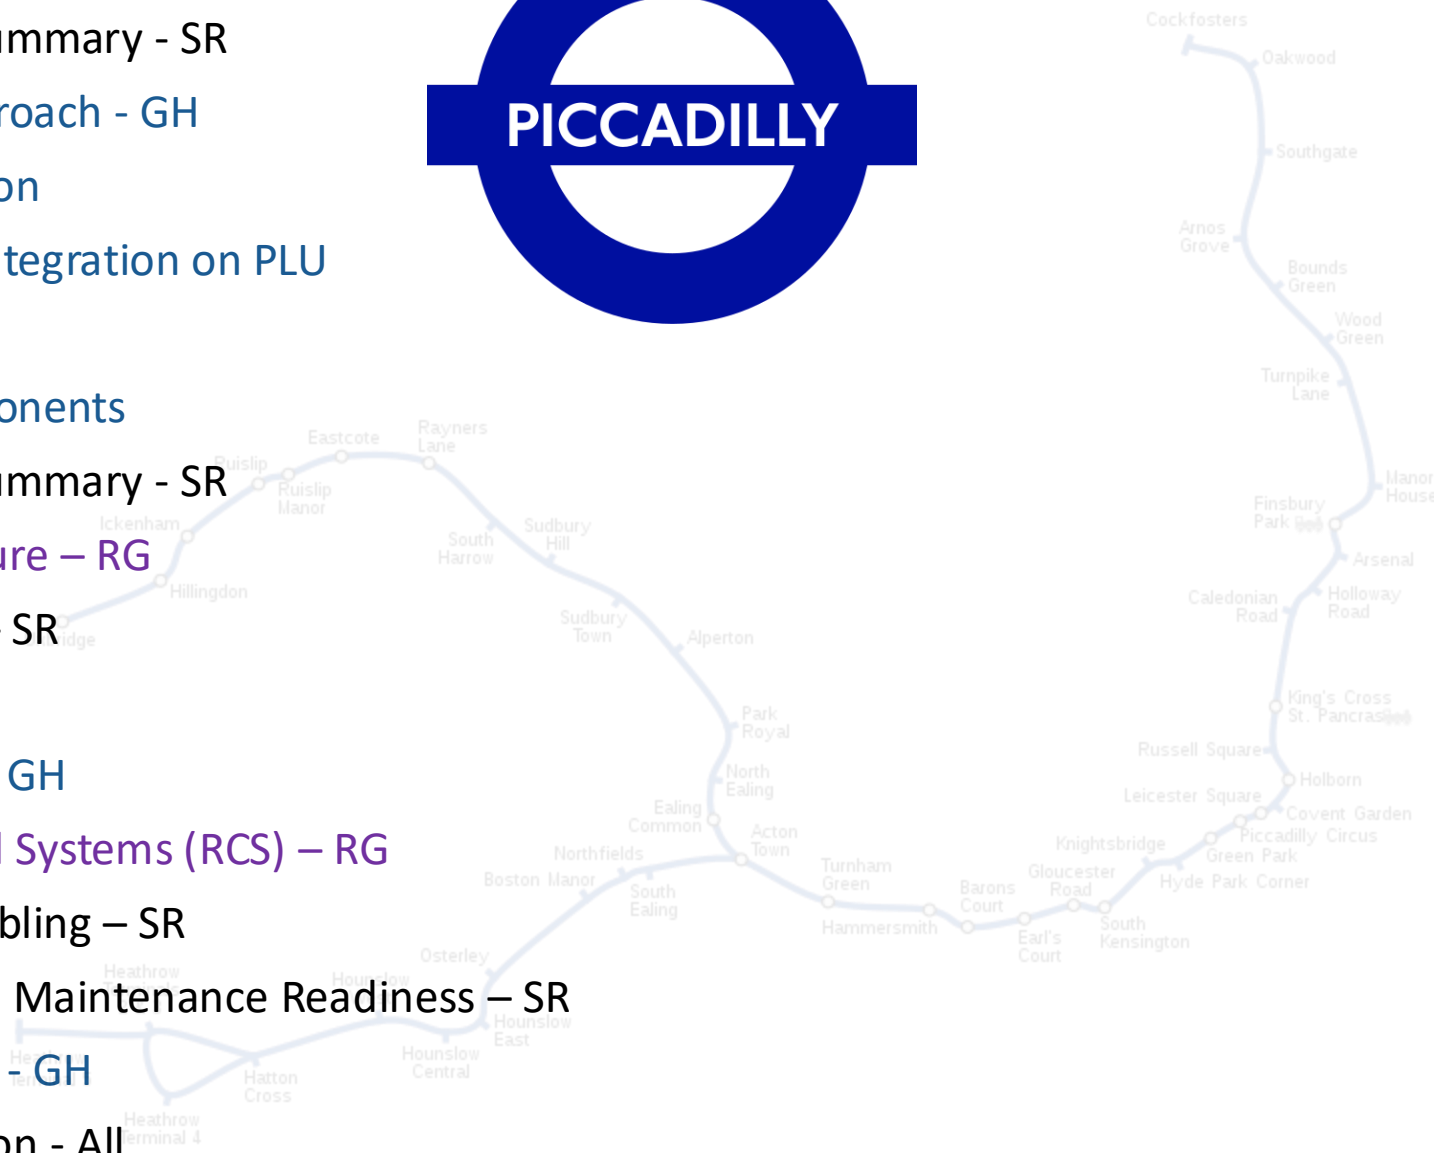 ummary - SR
roach - GH
on
tegration on PLU
onents
ummary - SR
ure – RG
- SR
GH
l Systems (RCS) – RG
bling – SR
Maintenance Readiness – SR
- GH
on - All
PICCADILLY
Cockfosters
Oakwood
Southgate
Arnos
Grove
Bounds
Green
Wood
Green
Turnpike
Lane
Manor
House
Finsbury
Park
Arsenal
Holloway
Road
Caledonian
Road
King's Cross
St. Pancras
Russell Square
Holborn
Leicester Square
Covent Garden
Piccadilly Circus
Green Park
Knightsbridge
Hyde Park Corner
Gloucester
Road
South
Kensington
Earl's
Court
Barons
Court
Hammersmith
Turnham
Green
Acton
Town
Ealing
Common
North
Ealing
Park
Royal
Alperton
Sudbury
Town
Sudbury
Hill
South
Harrow
Rayners
Lane
Eastcote
Ruislip
Manor
Ruislip
Ickenham
Hillingdon
South
Ealing
Northfields
Boston Manor
Osterley
Hounslow
East
Hounslow
Central
Hounslow
Hatton
Cross
Heathrow
Terminal 4
Heathrow